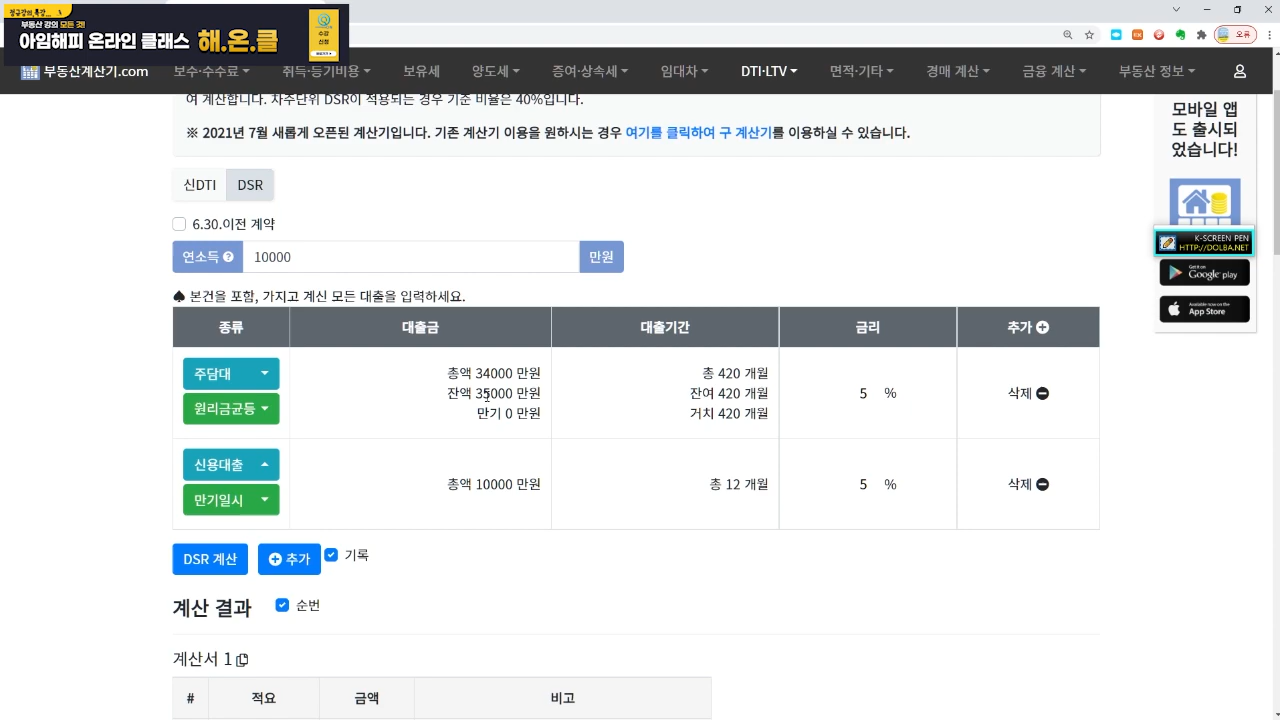 정규강의,특강,...
부동산 강의 모든 것!
아임해피 온라인 클래스 해.온.클
수강
신청
오류
부동산계산기.com 보수·수수료 취득·등기비용 보유세 양도세 증여·상속세 임대차 DTI·LTV 면적·기타 경매 계산 금융 계산 부동산 정보
여 계산합니다. 차주단위 DSR이 적용되는 경우 기준 비율은 40%입니다.
※ 2021년 7월 새롭게 오픈된 계산기입니다. 기존 계산기 이용을 원하시는 경우 여기를 클릭하여 구 계산기를 이용하실 수 있습니다.
모바일 앱
도 출시되
었습니다!
K-SCREEN PEN
HTTP://DOLBA.NET
Get it on
Google play
Available now on the
App Store
신DTI DSR
6.30.이전 계약
연소득 10000 만원
♠ 본건을 포함, 가지고 계신 모든 대출을 입력하세요.
종류 대출금 대출기간 금리 추가
주담대 총액 34000 만원 총 420 개월
잔액 35000 만원 잔여 420 개월 5 % 삭제
원리금균등 만기 0 만원 거치 420 개월
신용대출
총액 10000 만원 총 12 개월 5 % 삭제
만기일시
DSR 계산 추가 기록
계산 결과 순번
계산서 1
# 적요 금액 비고